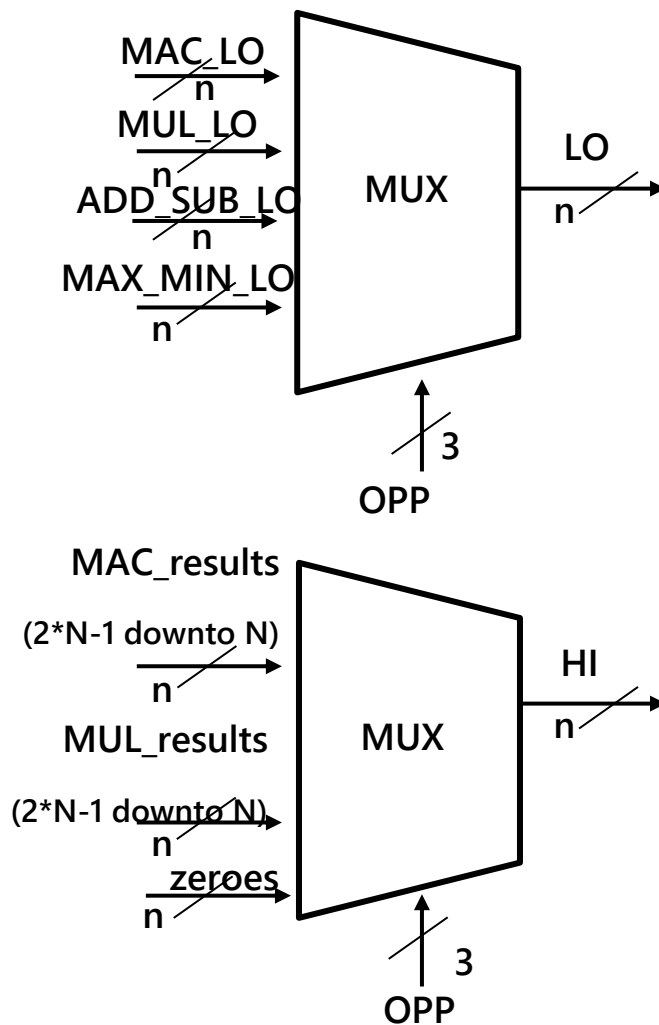 MAC_LO
n
MUL_LO
n
ADD_SUB_LO
n
MAX_MIN_LO
n
MUX
LO
n
3
OPP
MAC_results
(2*N-1 downto N)
n
MUL_results
(2*N-1 downto N)
n
zeroes
n
MUX
HI
n
3
OPP